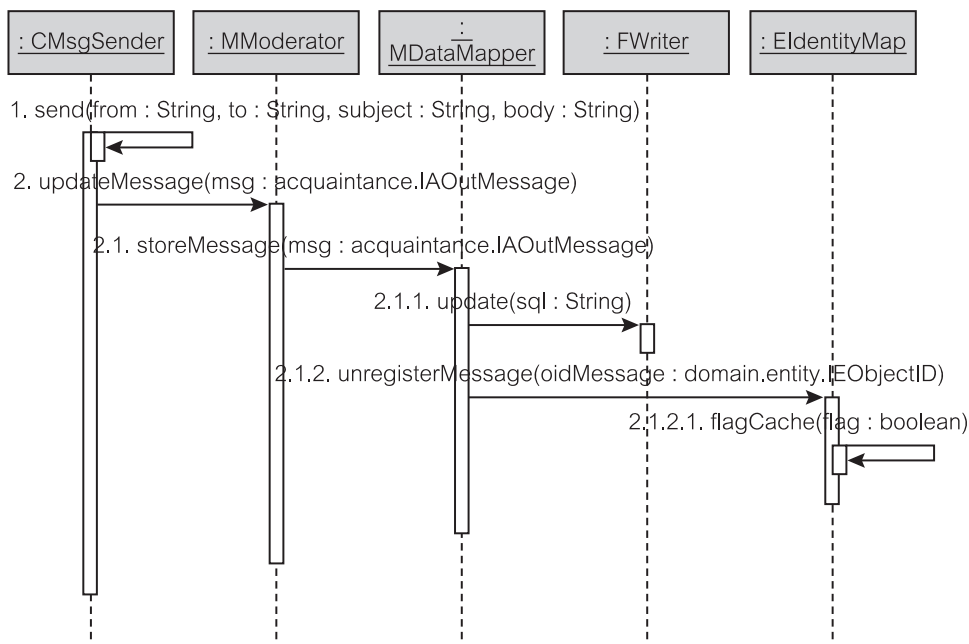 : CMsgSender
: MModerator
:
MDataMapper
: FWriter
: EIdentityMap
1. send(from : String, to : String, subject : String, body : String)
2. updateMessage(msg : acquaintance.IAOutMessage)
2.1. storeMessage(msg : acquaintance.IAOutMessage)
2.1.1. update(sql : String)
2.1.2. unregisterMessage(oidMessage : domain.entity.IEObjectID)
2.1.2.1. flagCache(flag : boolean)